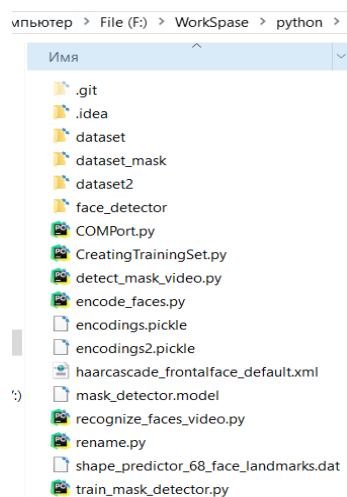 мпьютер > File (F:) > WorkSpase > python >
Имя
.git
.idea
dataset
dataset_mask
dataset2
face_detector
COMPort.py
CreatingTrainingSet.py
detect_mask_video.py
encode_faces.py
encodings.pickle
encodings2.pickle
haarcascade_frontalface_default.xml
:) mask_detector.model
recognize_faces_video.py
rename.py
shape_predictor_68_face_landmarks.dat
train_mask_detector.py